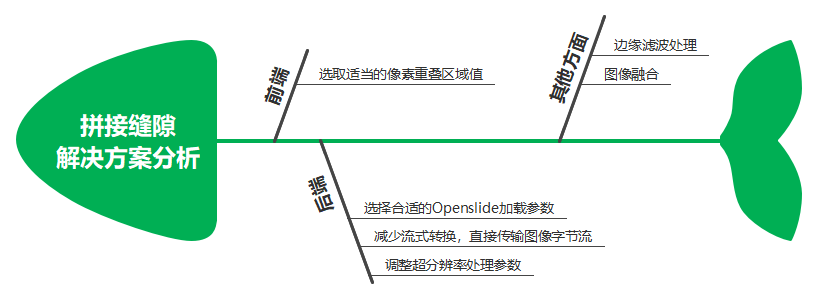 拼接缝隙
解决方案分析
前端
选取适当的像素重叠区域值
其他方面
边缘滤波处理
图像融合
后端
选择合适的Openslide加载参数
减少流式转换，直接传输图像字节流
调整超分辨率处理参数